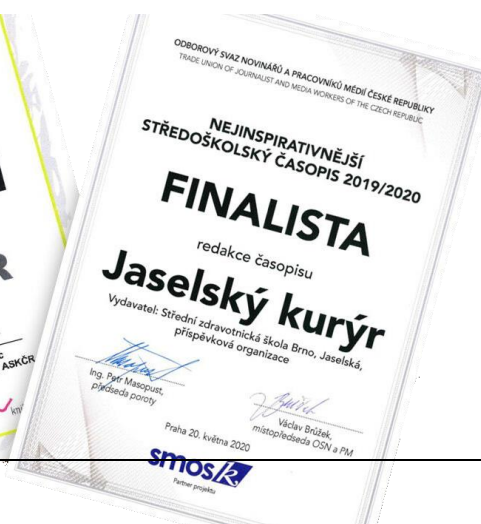 ODBOROVÝ SVAZ NOVINÁŘŮ A PRACOVNÍKŮ MÉDIÍ ČESKÉ REPUBLIKY
TRADE UNION OF JOURNALIST AND MEDIA WORKERS OF THE CZECH REPUBLIC
NEJINSPIRATIVNĚJŠÍ
STŘEDOŠKOLSKÝ ČASOPIS 2019/2020
FINALISTA
redakce časopisu
Jaselský kurýr
Vydavatel: Střední zdravotnická škola Brno, Jaselská,
příspěvková organizace
Ing. Petr Masopust,
předseda poroty
Václav Brůžek,
místopředseda OSN a PM
Praha 20. května 2020
smosk
Partner projektu
R
ASKČR